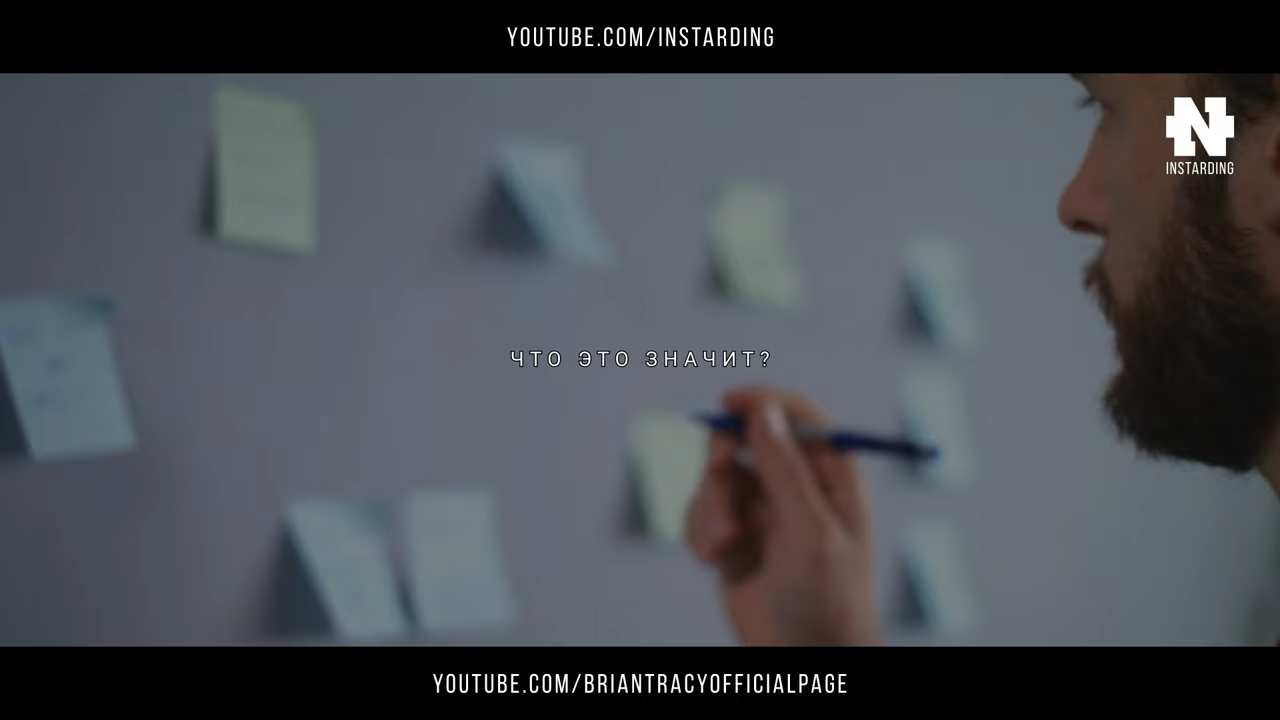 YOUTUBE.COM/INSTARDING
N
INSTARDING
ЧТО ЭТО ЗНАЧИТ?
YOUTUBE.COM/BRIANTRACYOFFICIALPAGE